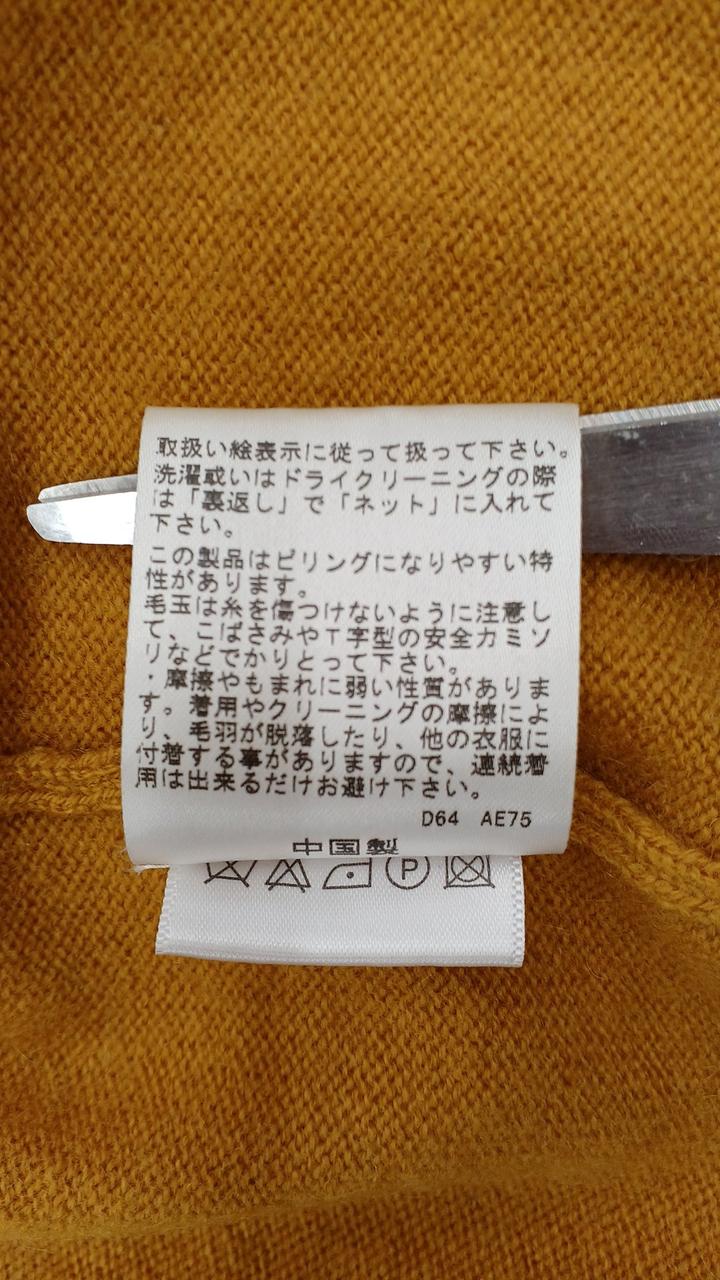 取扱い絵表示に従って扱って下さい。
洗濯或いはドライクリーニングの際
は「裏返し」で「ネット」に入れて
下さい。
この製品はピリングになりやすい特
性があります。
毛玉は糸を傷つけないように注意し
て、こばさみやT字型の安全カミソ
リなどでかりとって下さい。
・摩擦やもまれに弱い性質がありま
す。着用やクリーニングの摩擦によ
り、毛羽が脱落したり、他の衣服に
付着する事がありますので、連続着
用は出来るだけお避け下さい。
D64 AE75
中国製
P